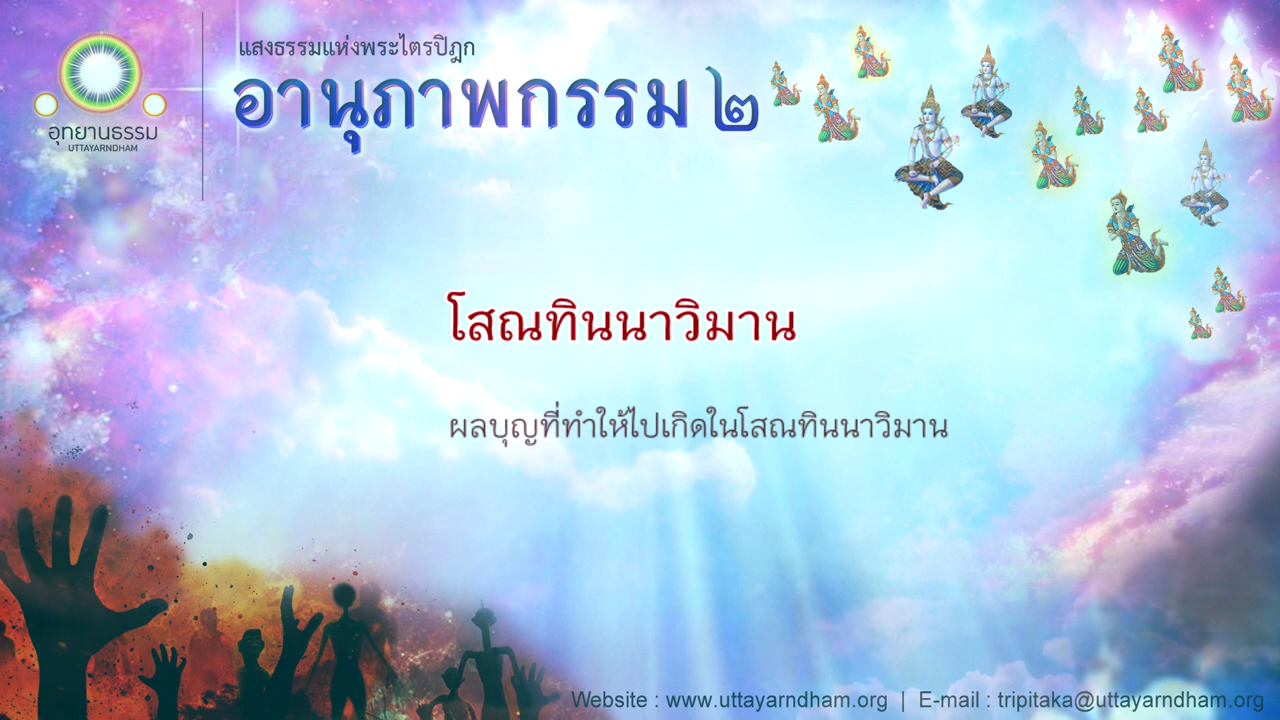 อุทยานธรรม
UTTAYARNDHAM
แสงธรรมแห่งพระไตรปิฎก
อานุภาพกรรม ๒
โสณทินนาวิมาน
ผลบุญที่ทำให้ไปเกิดในโสณทินนาวิมาน
Website : www.uttayarndham.org | E-mail : tripitaka@uttayarndham.org